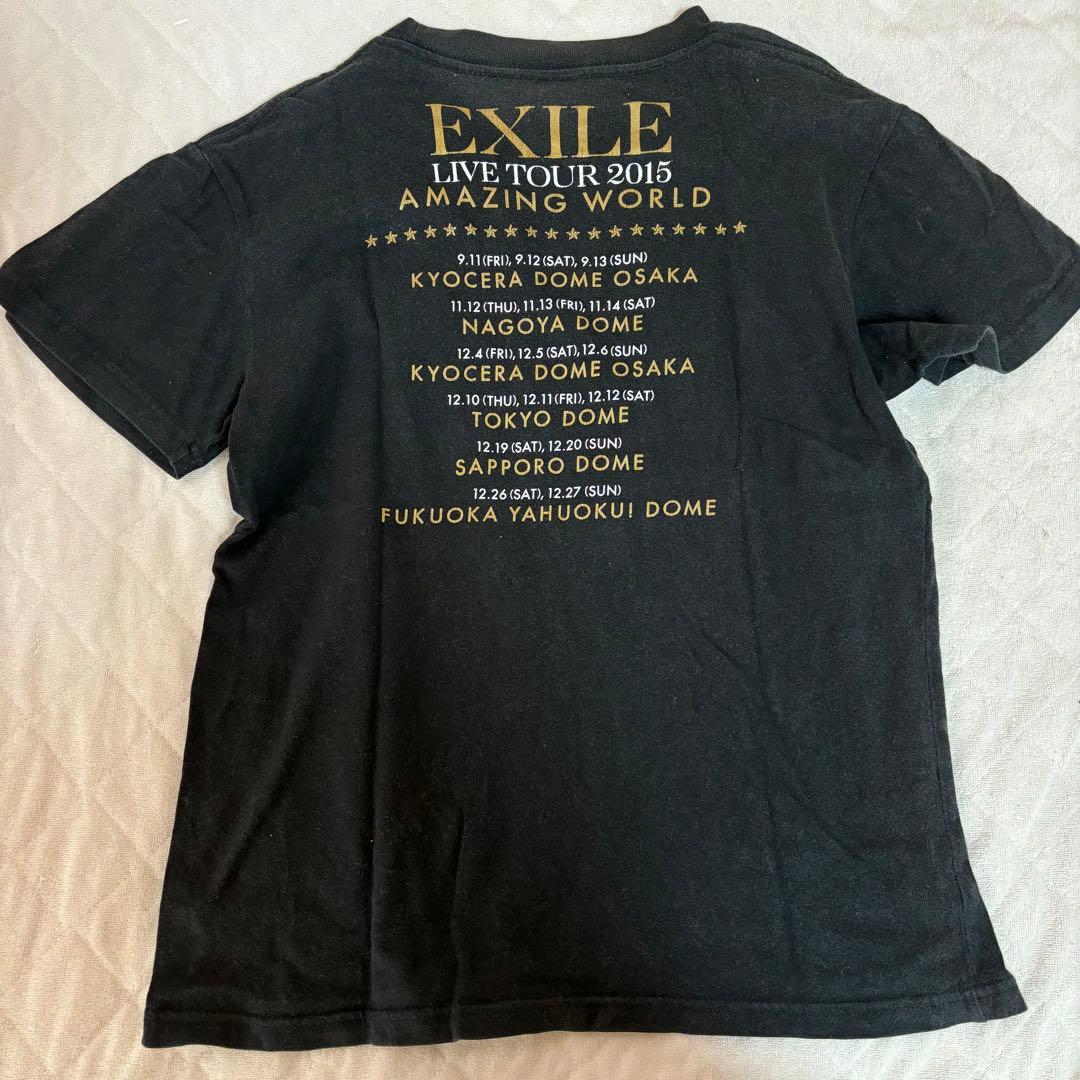 EXILE
LIVE TOUR 2015
AMAZING WORLD
9.11(FRI), 9.12(SAT), 9.13(SUN)
KYOCERA DOME OSAKA
11.12(THU), 11.13(FRI), 11.14(SAT)
NAGOYA DOME
12.4(FRI), 12.5(SAT), 12.6(SUN)
KYOCERA DOME OSAKA
12.10(THU), 12.11(FRI), 12.12(SAT)
TOKYO DOME
12.19(SAT), 12.20(SUN)
SAPPORO DOME
12.26(SAT), 12.27(SUN)
FUKUOKA YAHUOKU! DOME